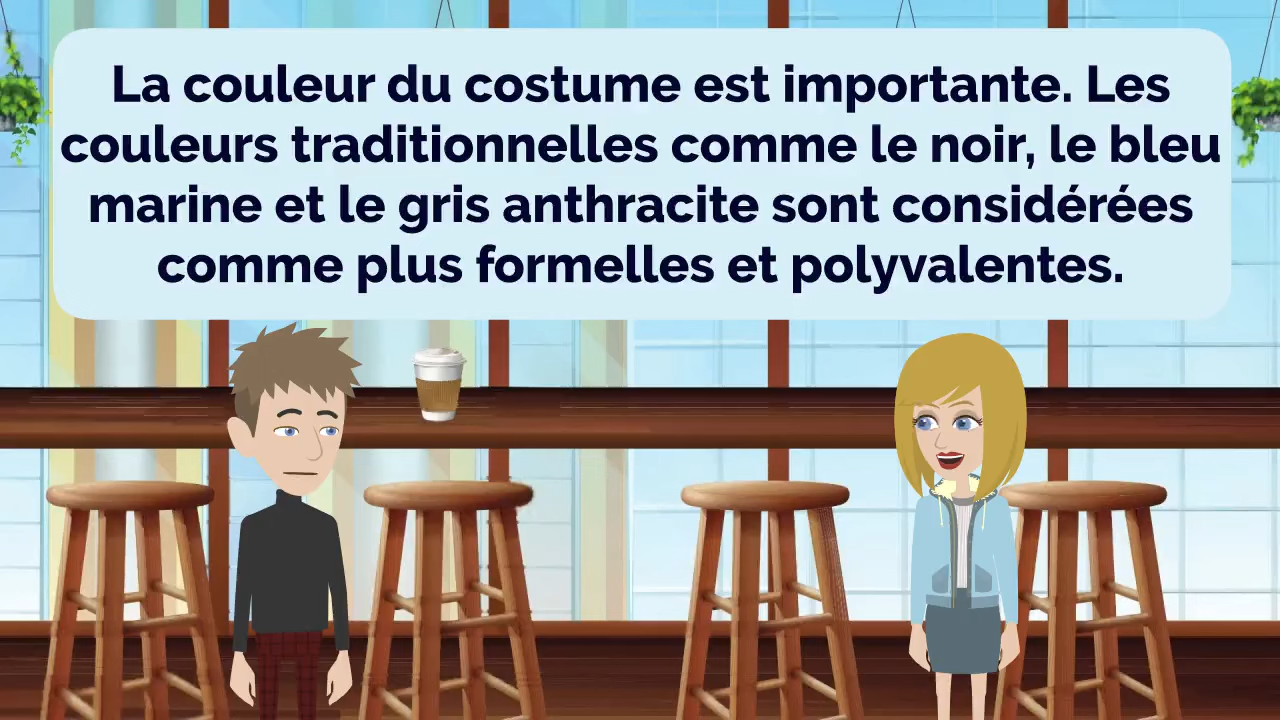 La couleur du costume est importante. Les
couleurs traditionnelles comme le noir, le bleu
marine et le gris anthracite sont considérées
comme plus formelles et polyvalentes.